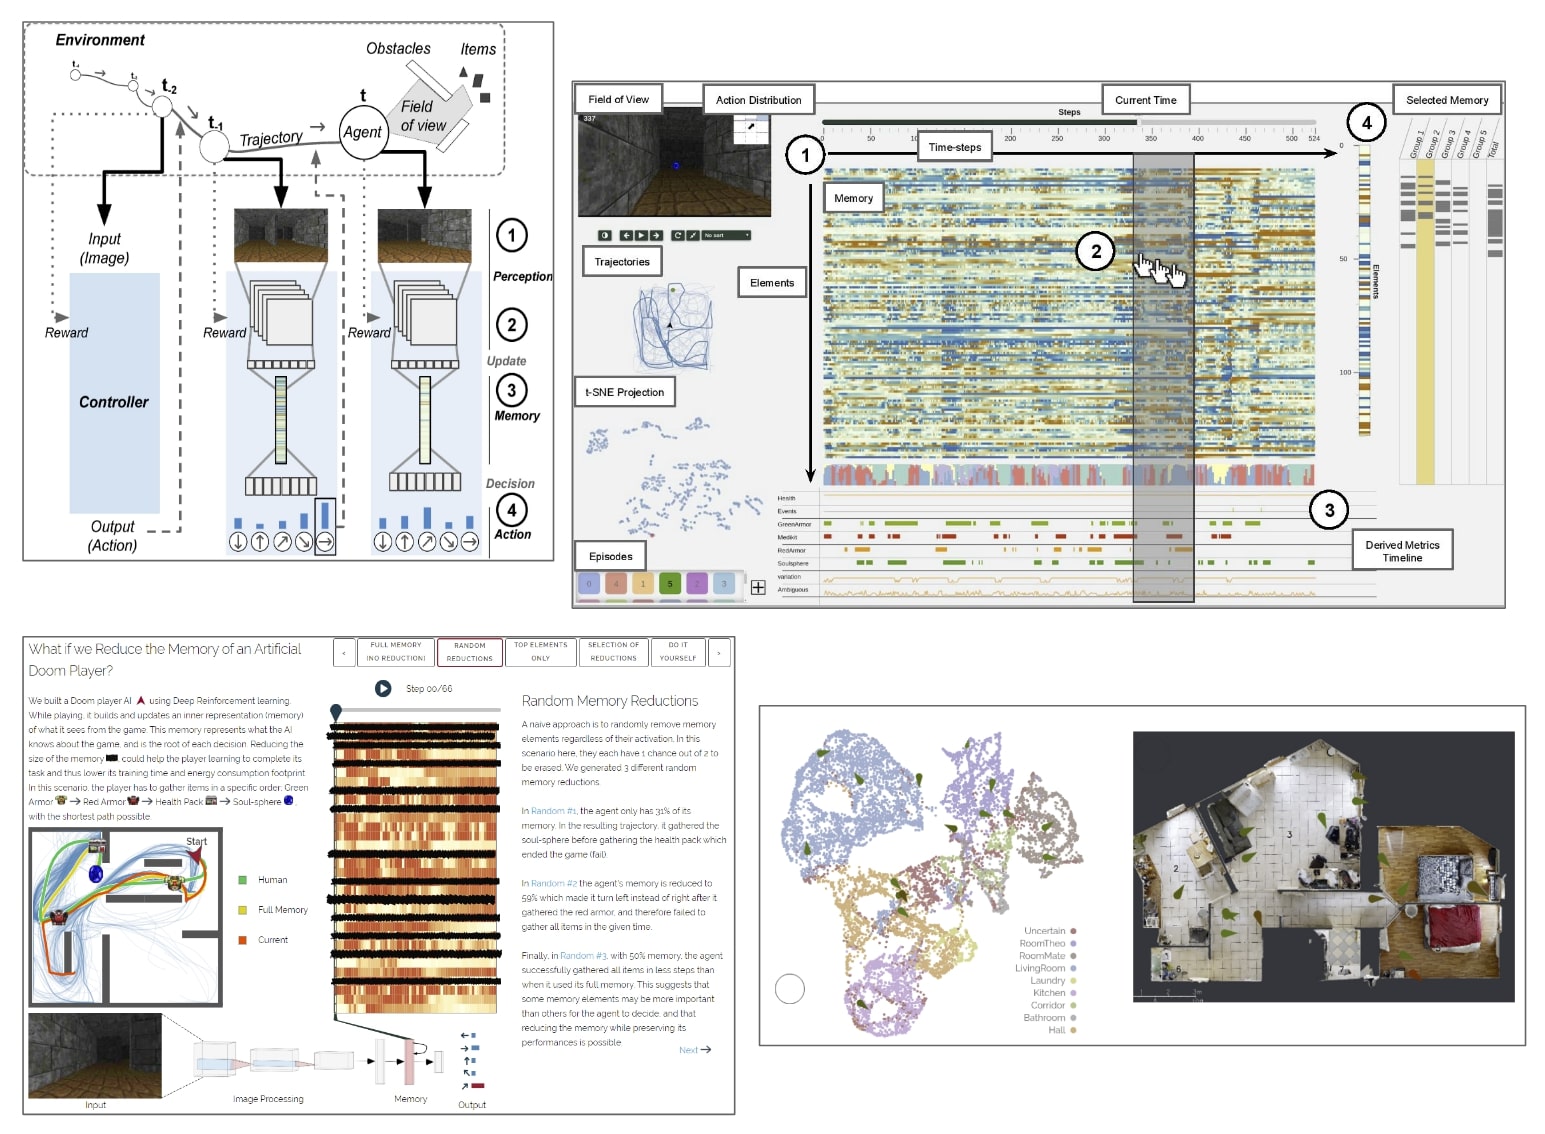 Environment
Obstacles
Items
t-2
t-1
t
Trajectory
Agent
Field
of view
Input
(Image)
Reward
Reward
Reward
Controller
Output
(Action)
1
Perception
2
Update
3
Memory
Decision
4
Action
Field of View
Action Distribution
Current Time
Selected Memory
337
Steps
0 50 100 200 250 300 350 400 450 500 524
1
Time-steps
4
Memory
2
Elements
No sort
Trajectories
t-SNE Projection
Episodes
0 4 1 5 2 3
0
50
100
Elements
Group 1
Group 2
Group 3
Group 4
Group 5
Total
Health
Events
GreenArmor
Medikit
RedArmor
Soulsphere
variation
Ambiguous
3
Derived Metrics
Timeline
What if we Reduce the Memory of an Artificial
Doom Player?
We built a Doom player AI using Deep Reinforcement learning.
While playing, it builds and updates an inner representation (memory)
of what it sees from the game. This memory represents what the AI
knows about the game, and is the root of each decision. Reducing the
size of the memory , could help the player learning to complete its
task and thus lower its training time and energy consumption footprint
In this scenario, the player has to gather items in a specific order: Green
Armor → Red Armor → Health Pack → Soul-sphere ,
with the shortest path possible.
Start
Human
Full Memory
Current
<
FULL MEMORY
(NO REDUCTION)
RANDOM
REDUCTIONS
TOP ELEMENTS
ONLY
SELECTION OF
REDUCTIONS
DO IT
YOURSELF
>
Step 00/66
Random Memory Reductions
A naive approach is to randomly remove memory
elements regardless of their activation. In this
scenario here, they each have 1 chance out of 2 to
be erased. We generated 3 different random
memory reductions.
In Random #1, the agent only has 31% of its
memory. In the resulting trajectory, it gathered the
soul-sphere before gathering the health pack which
ended the game (fail).
In Random #2 the agent's memory is reduced to
59% which made it turn left instead of right after it
gathered the red armor, and therefore failed to
gather all items in the given time.
Finally, in Random #3, with 50% memory, the agent
successfully gathered all items in less steps than
when it used its full memory. This suggests that
some memory elements may be more important
than others for the agent to decide, and that
reducing the memory while preserving its
performances is possible.
Next →
Input
Image Processing
Memory
Output
Uncertain
RoomTheo
RoomMate
LivingRoom
Laundry
Kitchen
Corridor
Bathroom
Hall
2
3
6
7